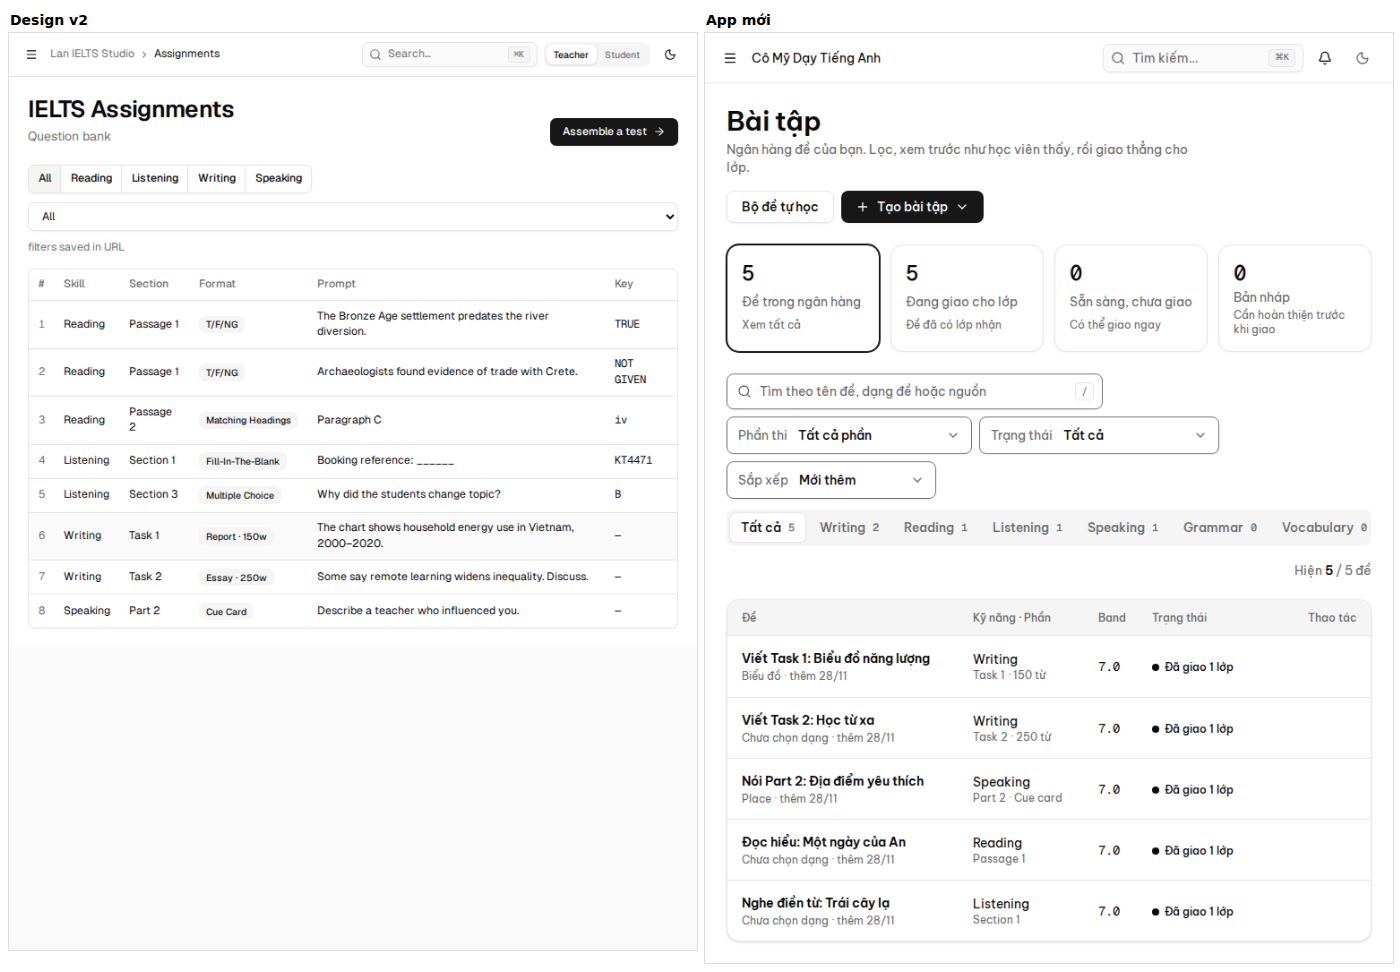 Design v2
Lan IELTS Studio > Assignments
Search... ⌘K
Teacher Student
IELTS Assignments
Question bank
Assemble a test →
All Reading Listening Writing Speaking
All
filters saved in URL
# Skill Section Format Prompt Key
1 Reading Passage 1 T/F/NG The Bronze Age settlement predates the river diversion. TRUE
2 Reading Passage 1 T/F/NG Archaeologists found evidence of trade with Crete. NOT GIVEN
3 Reading Passage 2 Matching Headings Paragraph C iv
4 Listening Section 1 Fill-In-The-Blank Booking reference: ______ KT4471
5 Listening Section 3 Multiple Choice Why did the students change topic? B
6 Writing Task 1 Report · 150w The chart shows household energy use in Vietnam, 2000–2020. —
7 Writing Task 2 Essay · 250w Some say remote learning widens inequality. Discuss. —
8 Speaking Part 2 Cue Card Describe a teacher who influenced you. —
App mới
Cô Mỹ Dạy Tiếng Anh
Tìm kiếm... ⌘K
Bài tập
Ngân hàng đề của bạn. Lọc, xem trước như học viên thấy, rồi giao thẳng cho
lớp.
Bộ đề tự học
+ Tạo bài tập
5
Đề trong ngân hàng
Xem tất cả
5
Đang giao cho lớp
Đề đã có lớp nhận
0
Sẵn sàng, chưa giao
Có thể giao ngay
0
Bản nháp
Cần hoàn thiện trước
khi giao
Tìm theo tên đề, dạng đề hoặc nguồn /
Phần thi Tất cả phần
Trạng thái Tất cả
Sắp xếp Mới thêm
Tất cả 5 Writing 2 Reading 1 Listening 1 Speaking 1 Grammar 0 Vocabulary 0
Hiện 5 / 5 đề
Đề Kỹ năng · Phần Band Trạng thái Thao tác
Viết Task 1: Biểu đồ năng lượng Writing 7.0 Đã giao 1 lớp
Biểu đồ · thêm 28/11 Task 1 · 150 từ
Viết Task 2: Học từ xa Writing 7.0 Đã giao 1 lớp
Chưa chọn dạng · thêm 28/11 Task 2 · 250 từ
Nói Part 2: Địa điểm yêu thích Speaking 7.0 Đã giao 1 lớp
Place · thêm 28/11 Part 2 · Cue card
Đọc hiểu: Một ngày của An Reading 7.0 Đã giao 1 lớp
Chưa chọn dạng · thêm 28/11 Passage 1
Nghe điền từ: Trái cây lạ Listening 7.0 Đã giao 1 lớp
Chưa chọn dạng · thêm 28/11 Section 1